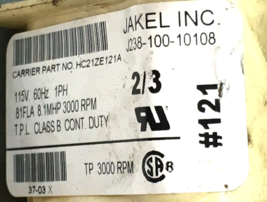 JAKEL INC.
J238-100-10108
CARRIER PART NO. HC21ZE121A
115V. 60Hz 1PH
.81FLA 8.1MHP 3000 RPM
T.P.L. CLASS B CONT. DUTY
2/3
#121
TP 3000 RPM
37-03 X